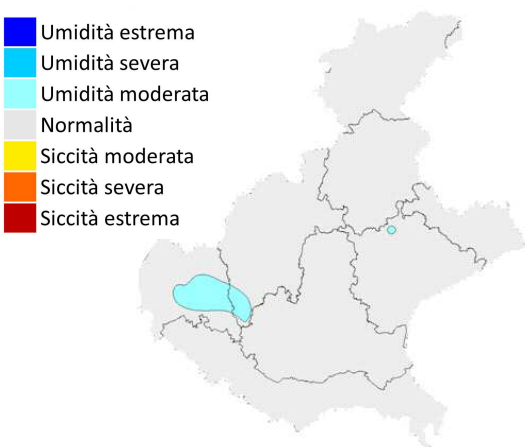 Umidità estrema
Umidità severa
Umidità moderata
Normalità
Siccità moderata
Siccità severa
Siccità estrema